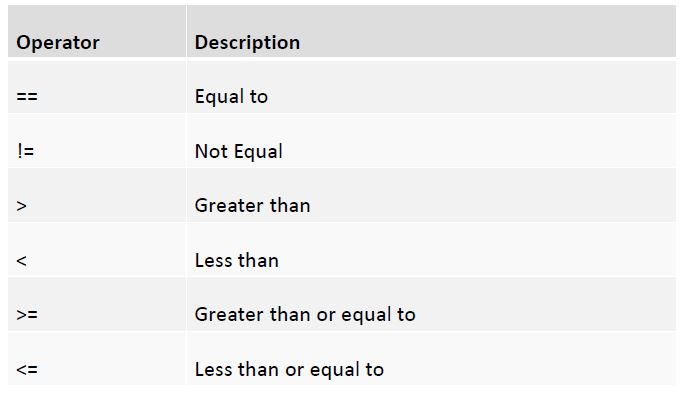 Operator Description
== Equal to
!= Not Equal
> Greater than
< Less than
>= Greater than or equal to
<= Less than or equal to